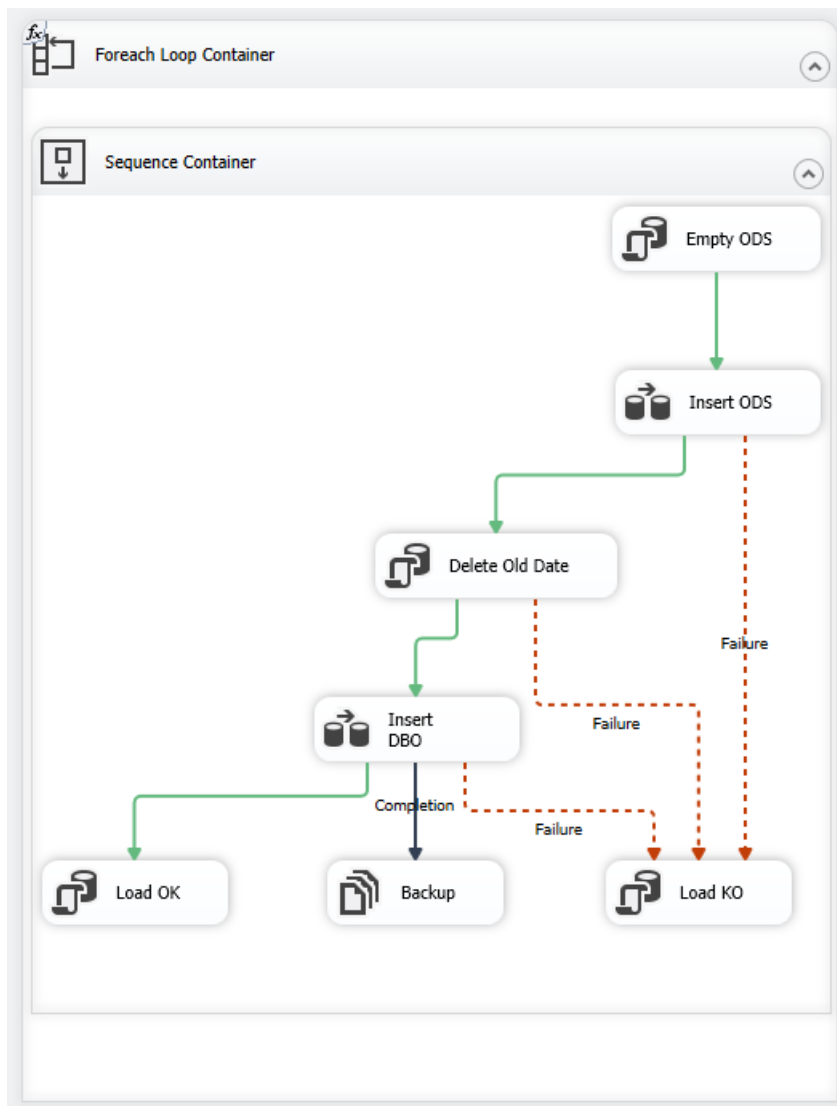 fx
Foreach Loop Container
Sequence Container
Empty ODS
Insert ODS
Delete Old Date
Failure
Insert
DBO
Failure
Completion
Failure
Load OK
Backup
Load KO